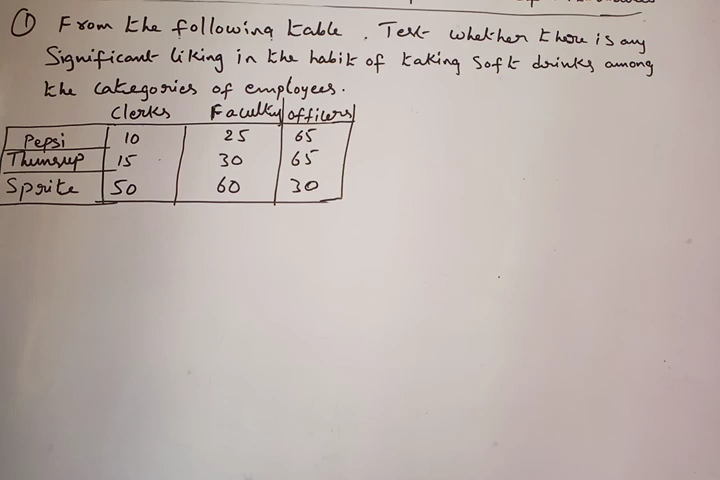 ① From the following table. Test whether there is any
Significant liking in the habit of taking Soft drinks among
the categories of employees.
Clerks Faculty Officers
Pepsi 10 25 65
Thumsup 15 30 65
Sprite 50 60 30